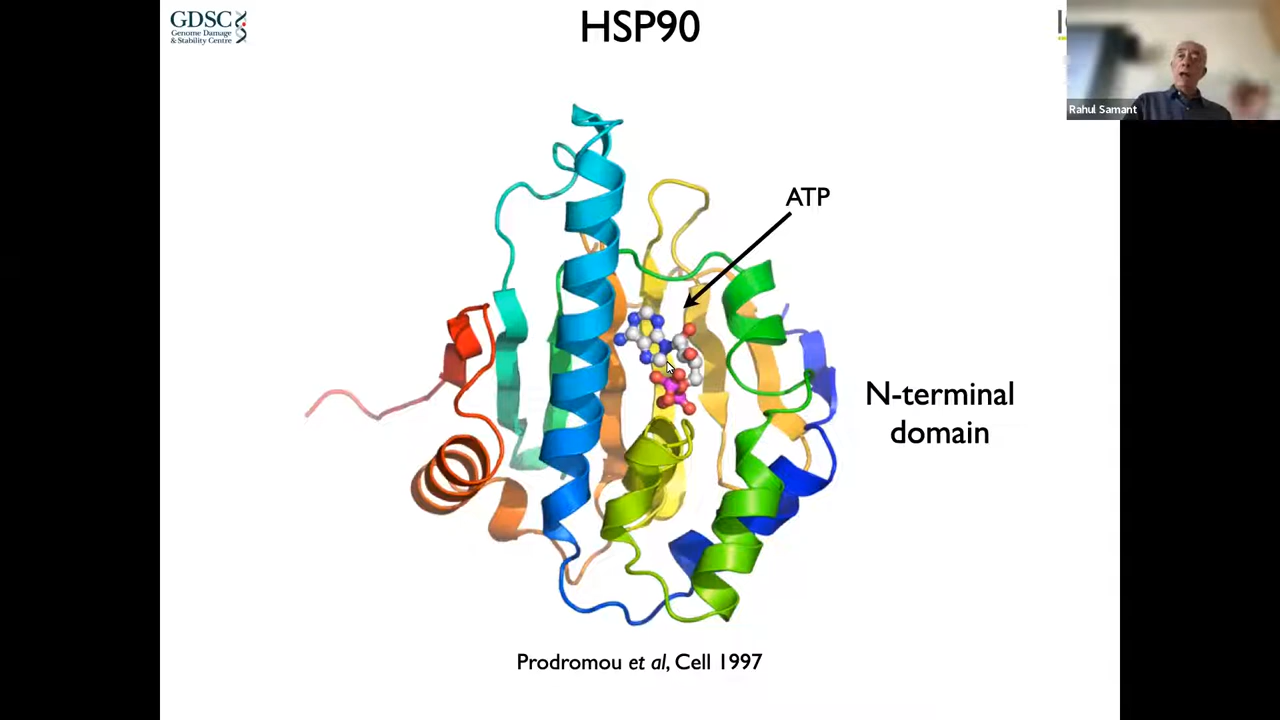 GDSC
Genome Damage
& Stability Centre
HSP90
Rahul Samant
ATP
N-terminal
domain
Prodromou et al, Cell 1997